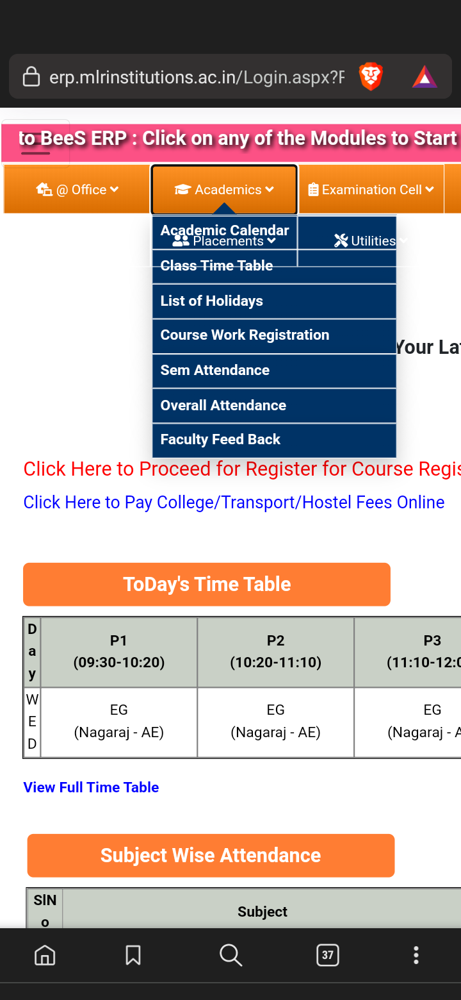 erp.mlrinstitutions.ac.in/Login.aspx?F
to BeeS ERP : Click on any of the Modules to Start
@ Office
Academics
Examination Cell
Academic Calendar
Placements
Utilities
Class Time Table
List of Holidays
Course Work Registration
Your Lat
Sem Attendance
Overall Attendance
Faculty Feed Back
Click Here to Proceed for Register for Course Regis
Click Here to Pay College/Transport/Hostel Fees Online
ToDay's Time Table
Day
P1
(09:30-10:20)
P2
(10:20-11:10)
P3
(11:10-12:0
WED
EG
(Nagaraj - AE)
EG
(Nagaraj - AE)
EG
(Nagaraj - A
View Full Time Table
Subject Wise Attendance
SlNo
Subject
37